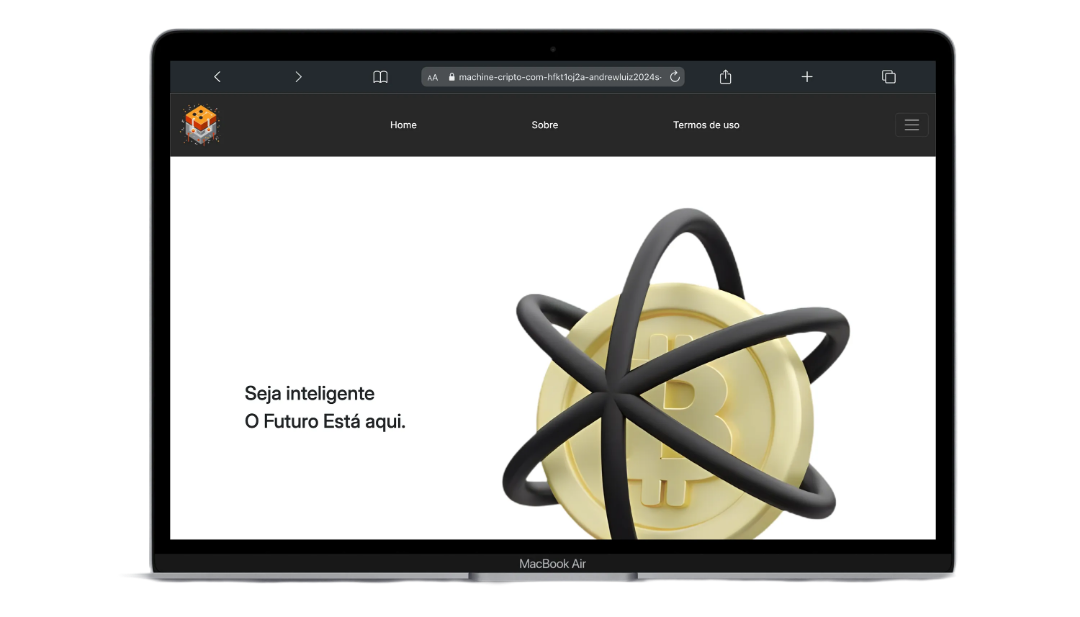 AA machine-cripto-com-hfkt1oj2a-andrewluiz2024s-
Home Sobre Termos de uso
Seja inteligente
O Futuro Está aqui.
MacBook Air